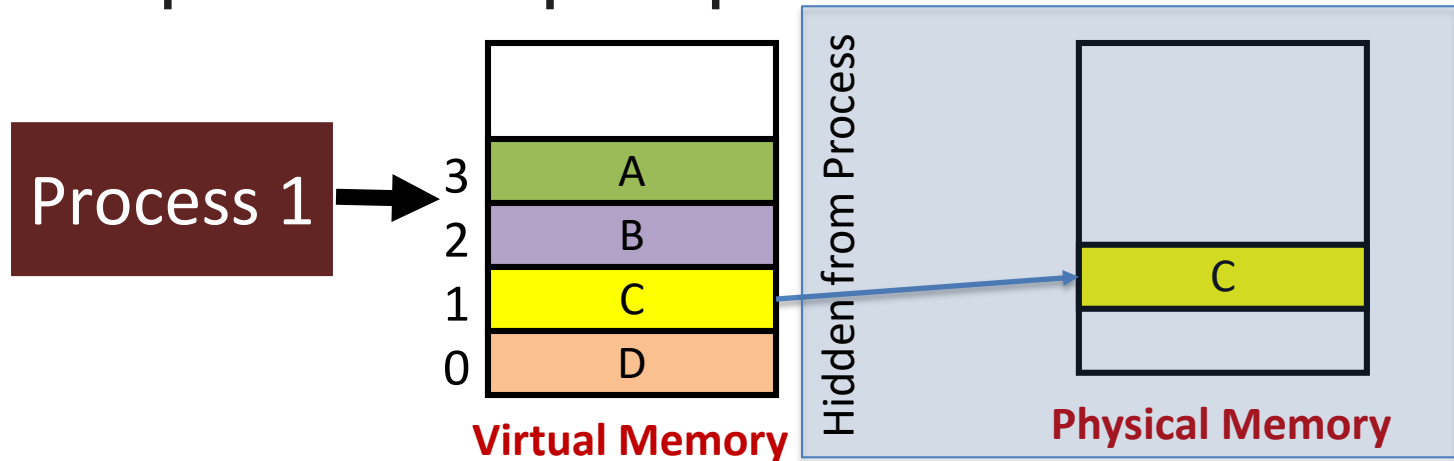 Process 1
3
A
2
B
1
C
0
D
Virtual Memory
Hidden from Process
C
Physical Memory